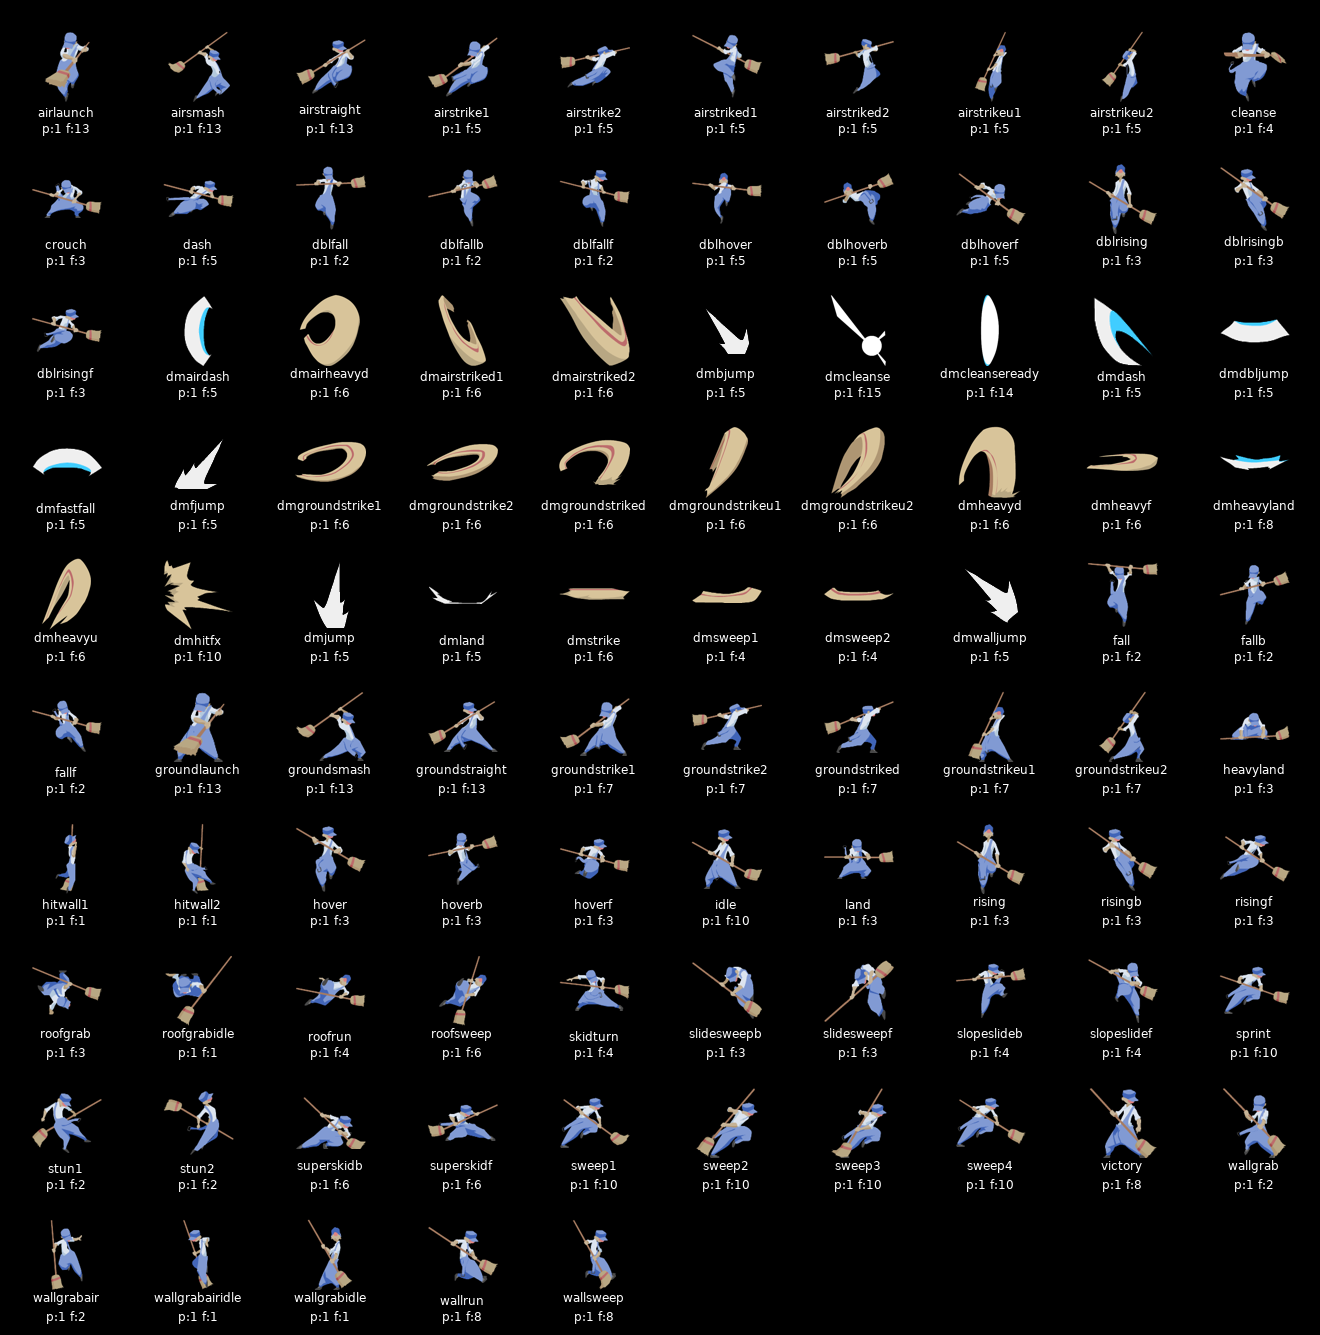 airlaunch airsmash airstraight airstrike1 airstrike2 airstriked1 airstriked2 airstrikeu1 airstrikeu2 cleanse
p:1 f:13 p:1 f:13 p:1 f:13 p:1 f:5 p:1 f:5 p:1 f:5 p:1 f:5 p:1 f:5 p:1 f:5 p:1 f:4
crouch dash dblfall dblfallb dblfallf dblhover dblhoverb dblhoverf dblrising dblrisingb
p:1 f:3 p:1 f:5 p:1 f:2 p:1 f:2 p:1 f:2 p:1 f:5 p:1 f:5 p:1 f:5 p:1 f:3 p:1 f:3
dblrisingf dmairdash dmairheavyd dmairstriked1 dmairstriked2 dmbjump dmcleanse dmcleanseready dmdash dmdbljump
p:1 f:3 p:1 f:5 p:1 f:6 p:1 f:6 p:1 f:6 p:1 f:5 p:1 f:15 p:1 f:14 p:1 f:5 p:1 f:5
dmfastfall dmfjump dmgroundstrike1 dmgroundstrike2 dmgroundstriked dmgroundstrikeu1 dmgroundstrikeu2 dmheavyd dmheavyf dmheavyland
p:1 f:5 p:1 f:5 p:1 f:6 p:1 f:6 p:1 f:6 p:1 f:6 p:1 f:6 p:1 f:6 p:1 f:6 p:1 f:8
dmheavyu dmhitfx dmjump dmland dmstrike dmsweep1 dmsweep2 dmwalljump fall fallb
p:1 f:6 p:1 f:10 p:1 f:5 p:1 f:5 p:1 f:6 p:1 f:4 p:1 f:4 p:1 f:5 p:1 f:2 p:1 f:2
fallf groundlaunch groundsmash groundstraight groundstrike1 groundstrike2 groundstriked groundstrikeu1 groundstrikeu2 heavyland
p:1 f:2 p:1 f:13 p:1 f:13 p:1 f:13 p:1 f:7 p:1 f:7 p:1 f:7 p:1 f:7 p:1 f:7 p:1 f:3
hitwall1 hitwall2 hover hoverb hoverf idle land rising risingb risingf
p:1 f:1 p:1 f:1 p:1 f:3 p:1 f:3 p:1 f:3 p:1 f:10 p:1 f:3 p:1 f:3 p:1 f:3 p:1 f:3
roofgrab roofgrabidle roofrun roofsweep skidturn slidesweepb slidesweepf slopeslideb slopeslidef sprint
p:1 f:3 p:1 f:1 p:1 f:4 p:1 f:6 p:1 f:4 p:1 f:3 p:1 f:3 p:1 f:4 p:1 f:4 p:1 f:10
stun1 stun2 superskidb superskidf sweep1 sweep2 sweep3 sweep4 victory wallgrab
p:1 f:2 p:1 f:2 p:1 f:6 p:1 f:6 p:1 f:10 p:1 f:10 p:1 f:10 p:1 f:10 p:1 f:8 p:1 f:2
wallgrabair wallgrabairidle wallgrabidle wallrun wallsweep
p:1 f:2 p:1 f:1 p:1 f:1 p:1 f:8 p:1 f:8